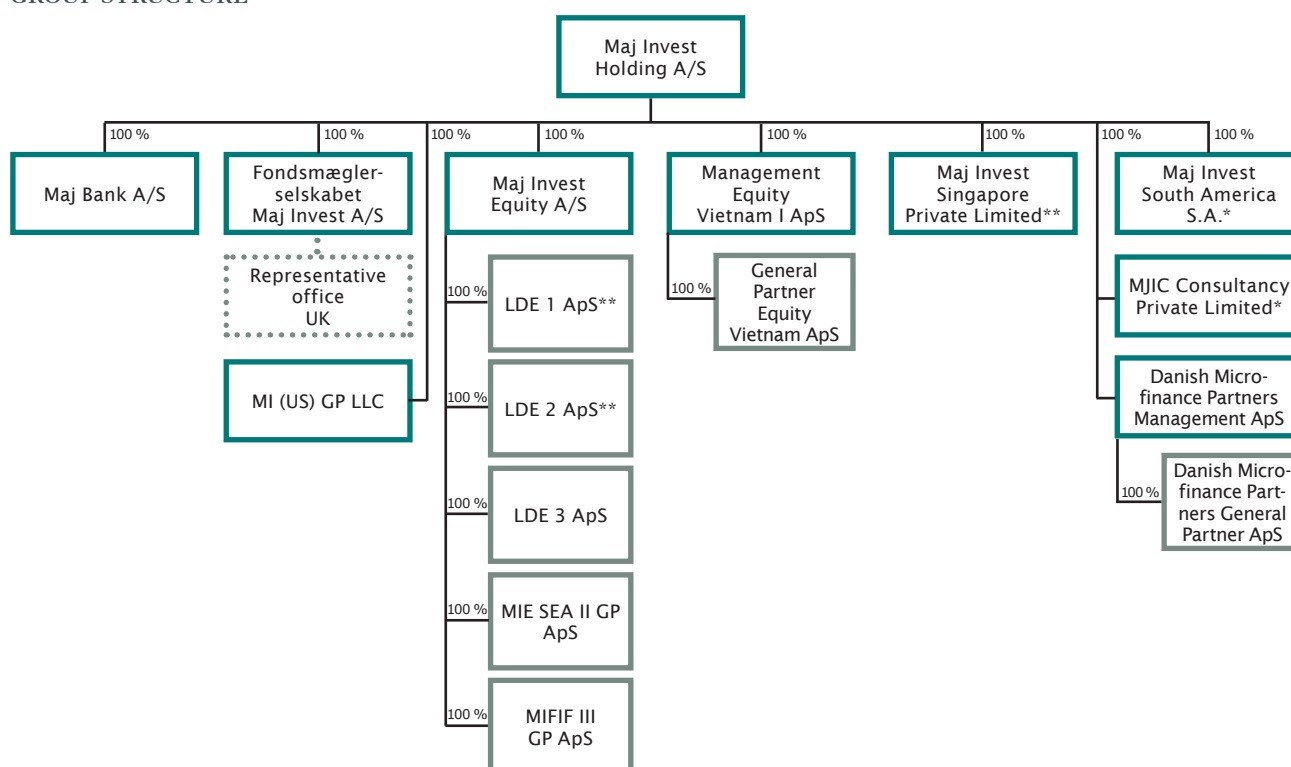 GROUP STRUCTURE
Maj Invest
Holding A/S
100 %
100 %
100 %
100 %
100 %
100 %
100 %
100 %
Maj Bank A/S
Fondsmægler-
selskabet
Maj Invest A/S
Maj Invest
Equity A/S
Management
Equity
Vietnam I ApS
Maj Invest
Singapore
Private Limited**
Maj Invest
South America
S.A.*
Representative
office
UK
MI (US) GP LLC
100 %
LDE 1 ApS**
100 %
LDE 2 ApS**
100 %
LDE 3 ApS
100 %
MIE SEA II GP
ApS
100 %
MIFIF III
GP ApS
100 %
General
Partner
Equity
Vietnam ApS
MJIC Consultancy
Private Limited*
Danish Micro-
finance Partners
Management ApS
100 %
Danish Micro-
finance Part-
ners General
Partner ApS